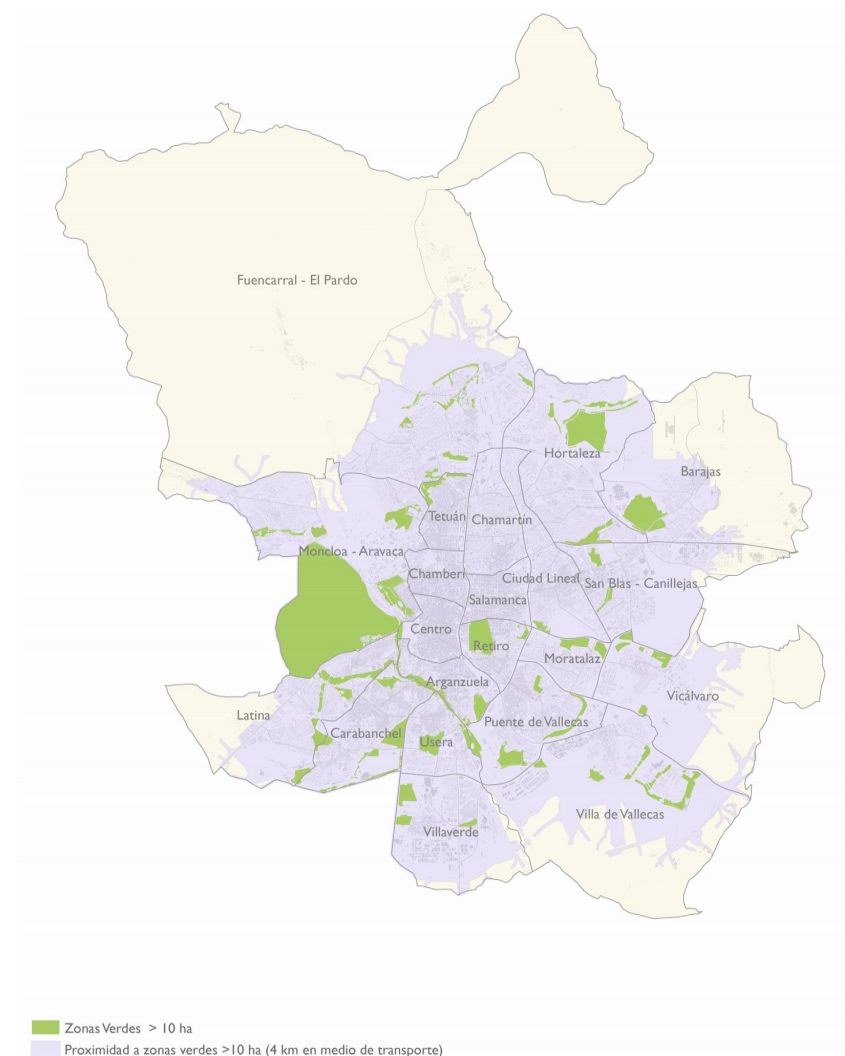 Fuencarral - El Pardo
Hortaleza
Barajas
Tetuán
Chamartín
Moncloa - Aravaca
Chamberí
Ciudad Lineal
San Blas - Canillejas
Salamanca
Centro
Retiro
Moratalaz
Arganzuela
Vicálvaro
Latina
Puente de Vallecas
Carabanchel
Usera
Villa de Vallecas
Villaverde
Zonas Verdes > 10 ha
Proximidad a zonas verdes >10 ha (4 km en medio de transporte)